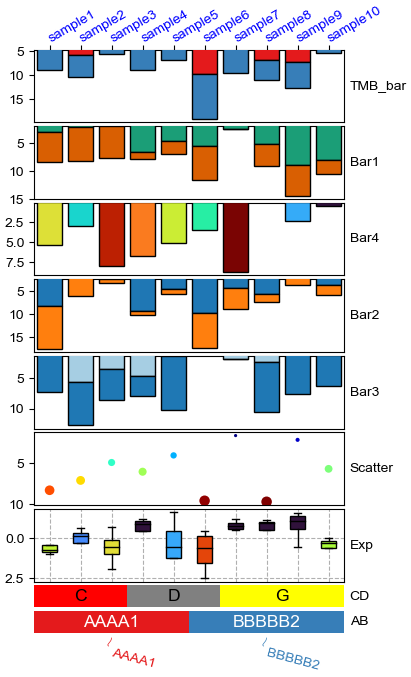 sample1 sample2 sample3 sample4 sample5 sample6 sample7 sample8 sample9 sample10
5
10
15
TMB_bar
5
10
15
Bar1
2.5
5.0
7.5
Bar4
5
10
15
Bar2
5
10
Bar3
5
10
Scatter
0.0
2.5
Exp
C D G CD
AAAA1 BBBBB2 AB
AAAA1 BBBBB2